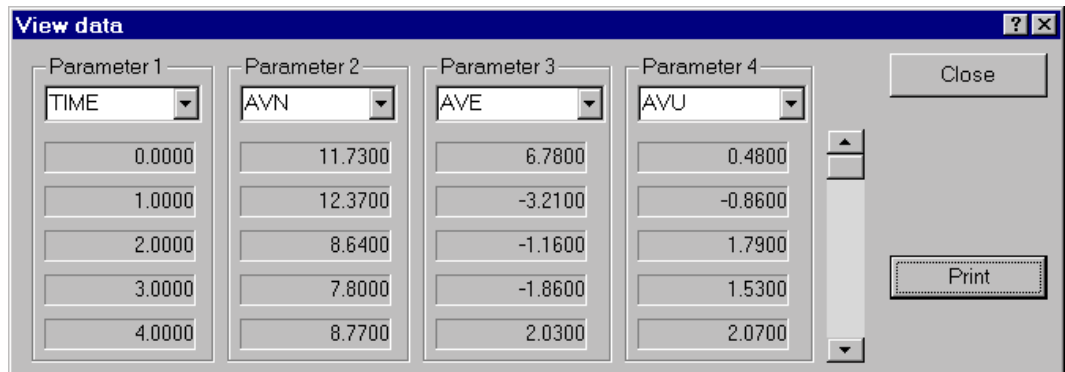 View data
Parameter 1 Parameter 2 Parameter 3 Parameter 4 Close
TIME AVN AVE AVU
0.0000 11.7300 6.7800 0.4800
1.0000 12.3700 -3.2100 -0.8600
2.0000 8.6400 -1.1600 1.7900
3.0000 7.8000 -1.8600 1.5300 Print
4.0000 8.7700 2.0300 2.0700